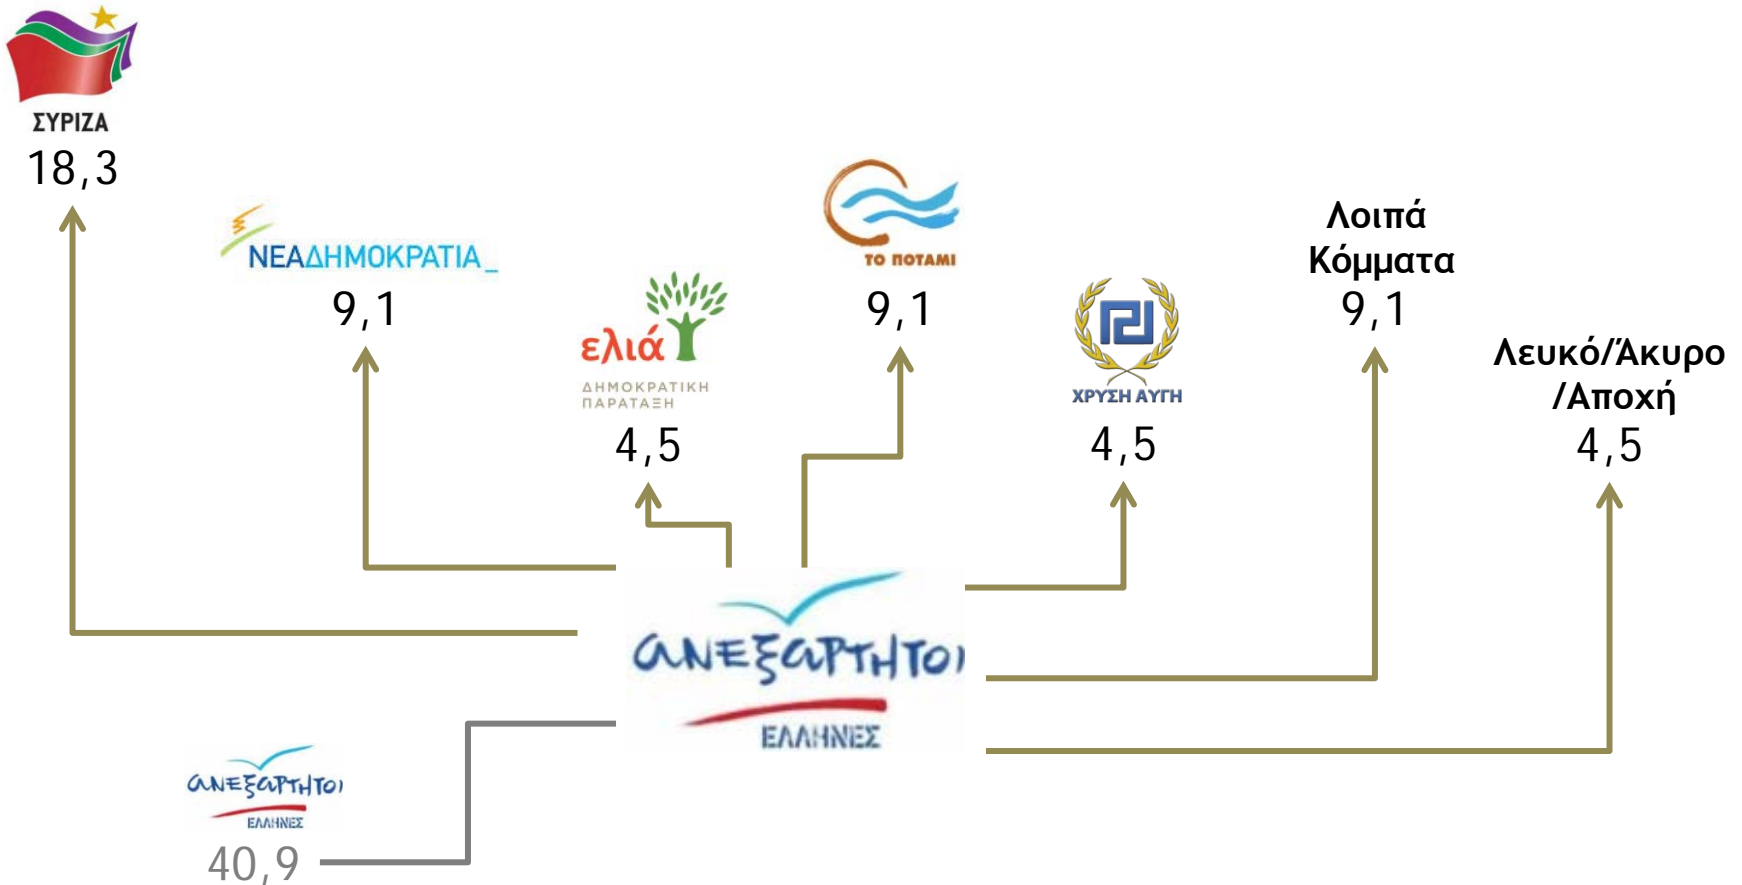 ΣΥΡΙΖΑ
18,3
ΝΕΑΔΗΜΟΚΡΑΤΙΑ_
9,1
ελιά
ΔΗΜΟΚΡΑΤΙΚΗ
ΠΑΡΑΤΑΞΗ
4,5
ΤΟ ΠΟΤΑΜΙ
9,1
ΧΡΥΣΗ ΑΥΓΗ
4,5
Λοιπά
Κόμματα
9,1
Λευκό/Άκυρο
/Αποχή
4,5
ανεξαρτητοι
ΕΛΛΗΝΕΣ
ανεξαρτητοι
ΕΛΛΗΝΕΣ
40,9